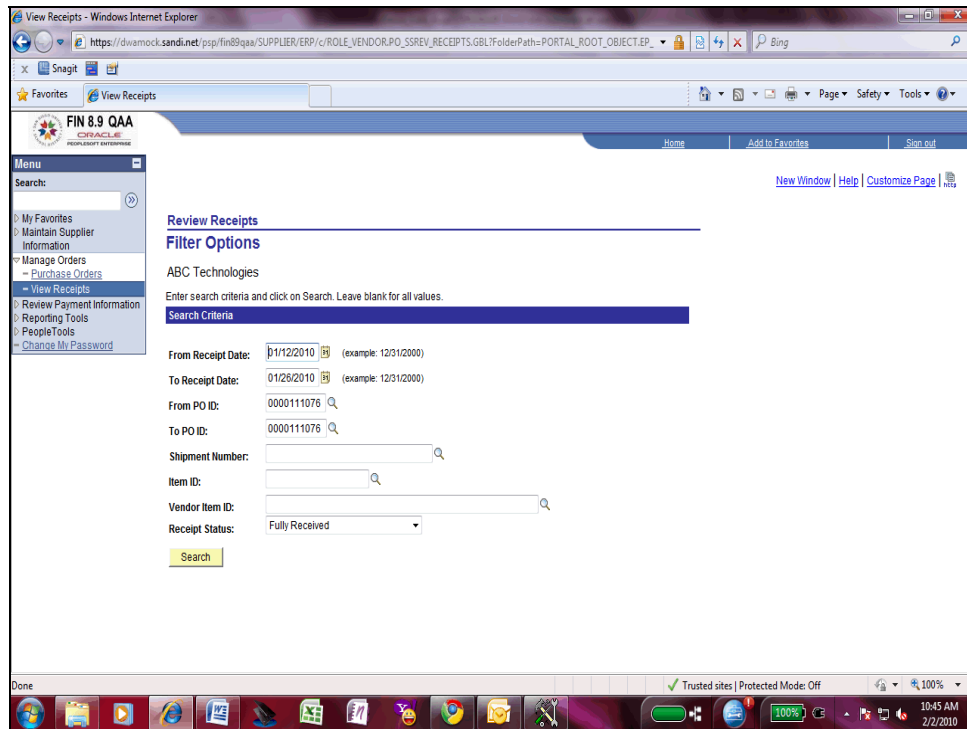 View Receipts - Windows Internet Explorer
https://dwamock.sandi.net/psp/fin89qaa/SUPPLIER/ERP/c/ROLE_VENDOR.PO_SSREV_RECEIPTS.GBL?FolderPath=PORTAL_ROOT_OBJECT.EP_
Bing
x Snagit
Favorites View Receipts Page Safety Tools
FIN 8.9 QAA
ORACLE
PEOPLESOFT ENTERPRISE
Home Add to Favorites Sign out
Menu
New Window | Help | Customize Page |
http
Search:
My Favorites
Maintain Supplier
Information
Manage Orders
- Purchase Orders
- View Receipts
Review Payment Information
Reporting Tools
PeopleTools
- Change My Password
Review Receipts
Filter Options
ABC Technologies
Enter search criteria and click on Search. Leave blank for all values.
Search Criteria
From Receipt Date: 01/12/2010 31 (example: 12/31/2000)
To Receipt Date: 01/26/2010 31 (example: 12/31/2000)
From PO ID: 0000111076
To PO ID: 0000111076
Shipment Number:
Item ID:
Vendor Item ID:
Receipt Status: Fully Received
Search
Done Trusted sites | Protected Mode: Off 100%
100% 10:45 AM
2/2/2010